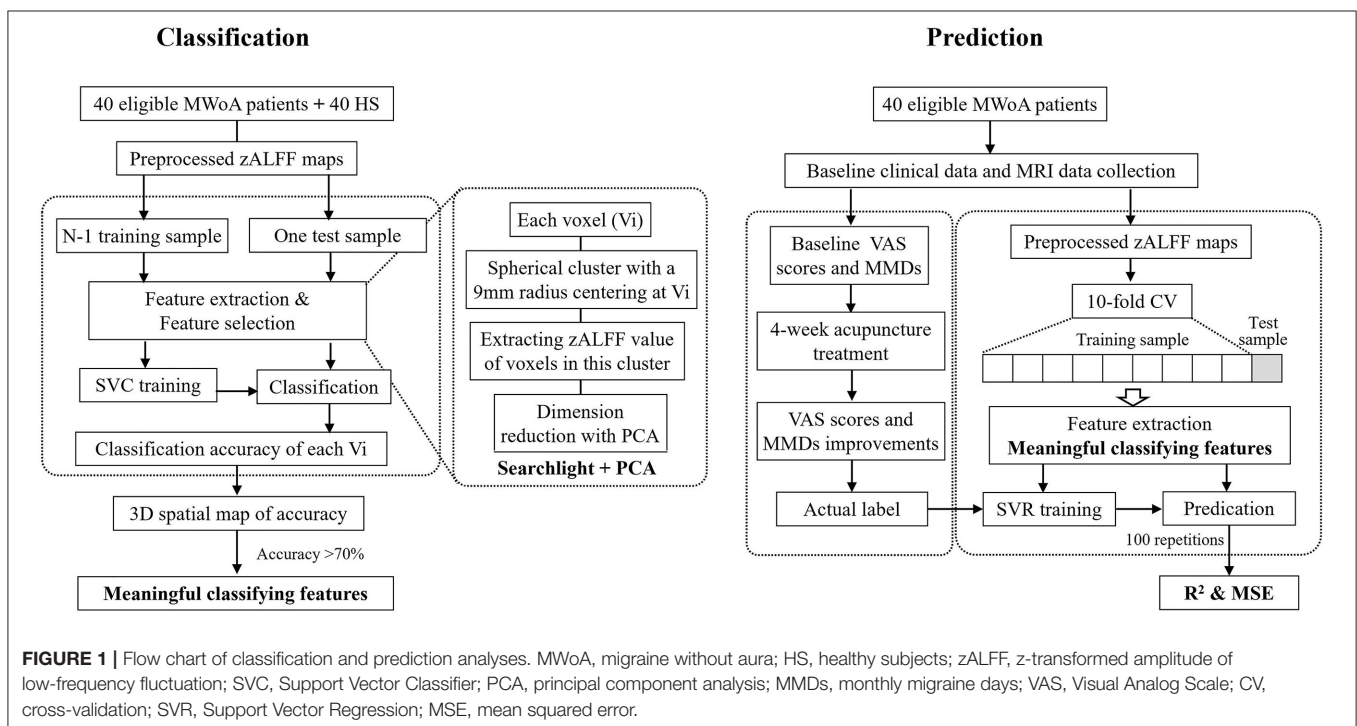 Classification
40 eligible MWoA patients + 40 HS
Preprocessed zALFF maps
N-1 training sample
One test sample
Feature extraction &
Feature selection
SVC training
Classification
Classification accuracy of each Vi
3D spatial map of accuracy
Accuracy >70%
Meaningful classifying features
Each voxel (Vi)
Spherical cluster with a
9mm radius centering at Vi
Extracting zALFF value
of voxels in this cluster
Dimension
reduction with PCA
Searchlight + PCA
Prediction
40 eligible MWoA patients
Baseline clinical data and MRI data collection
Baseline VAS
scores and MMDs
4-week acupuncture
treatment
VAS scores and
MMDs improvements
Actual label
Preprocessed zALFF maps
10-fold CV
Training sample
Test
sample
Feature extraction
Meaningful classifying features
SVR training
Predication
100 repetitions
R² & MSE
FIGURE 1 | Flow chart of classification and prediction analyses. MWoA, migraine without aura; HS, healthy subjects; zALFF, z-transformed amplitude of
low-frequency fluctuation; SVC, Support Vector Classifier; PCA, principal component analysis; MMDs, monthly migraine days; VAS, Visual Analog Scale; CV,
cross-validation; SVR, Support Vector Regression; MSE, mean squared error.